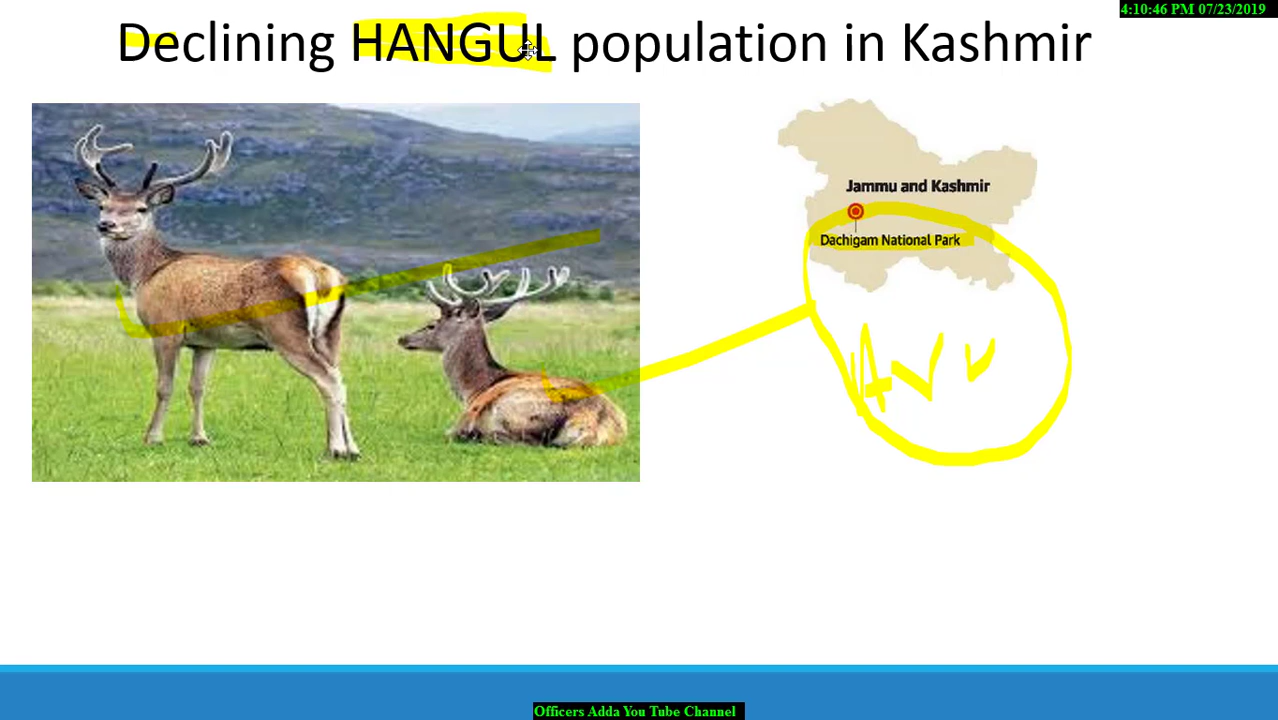 4:10:46 PM 07/23/2019
Declining HANGUL population in Kashmir
Jammu and Kashmir
Dachigam National Park
Officers Adda You Tube Channel